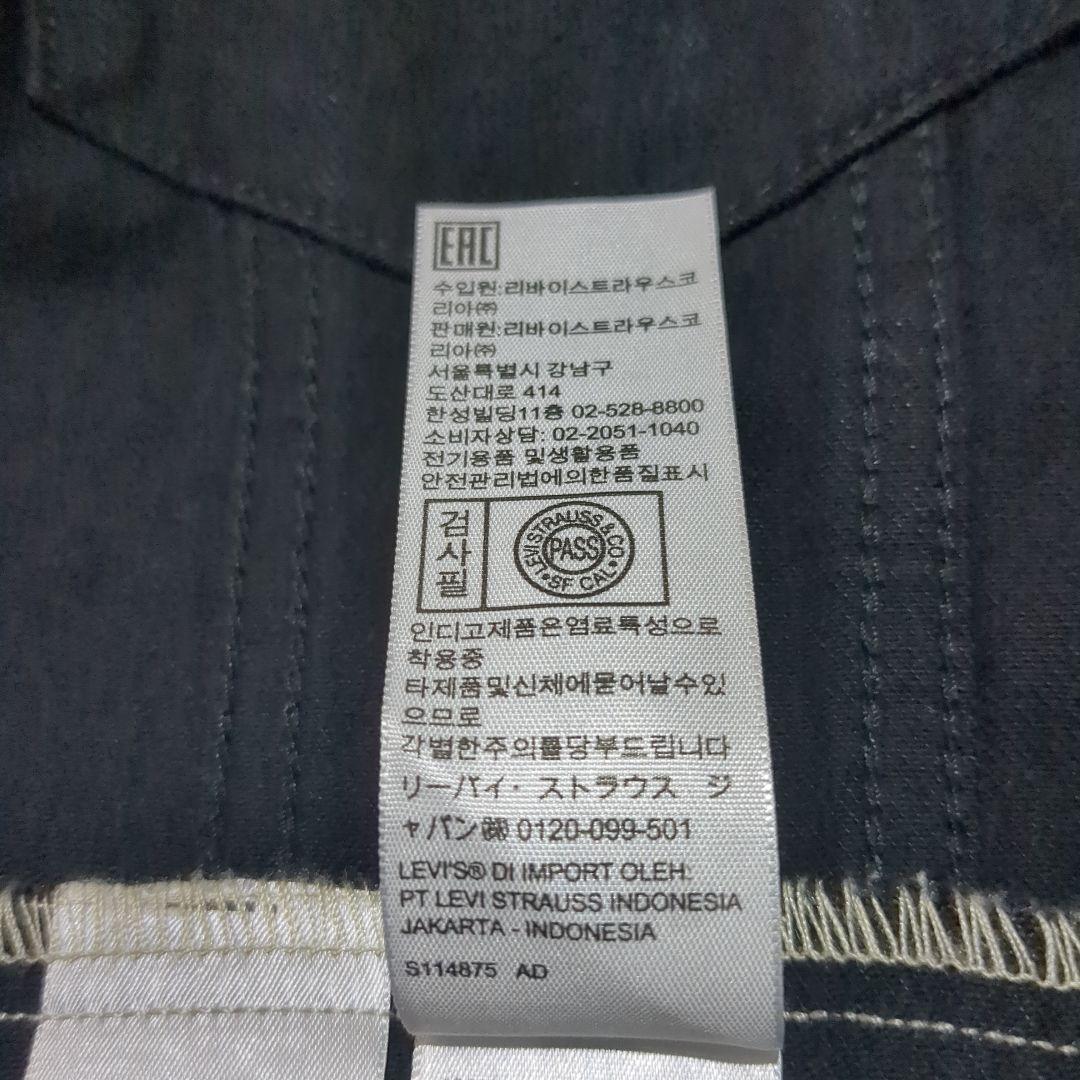 EAC
수입원:리바이스트라우스코
리아㈜
판매원:리바이스트라우스코
리아㈜
서울특별시 강남구
도산대로 414
한성빌딩11층 02-528-8800
소비자상담: 02-2051-1040
전기용품 및생활용품
안전관리법에의한품질표시
검사필
LEVI STRAUSS & CO
PASS
SF CAL
인디고제품은염료특성으로
착용중
타제품및신체에묻어날수있
으므로
각별한주의를당부드립니다
リーバイ・ ストラウス ジ
ャパン㈱ 0120-099-501
LEVI'S® DI IMPORT OLEH:
PT LEVI STRAUSS INDONESIA
JAKARTA - INDONESIA
S114875 AD